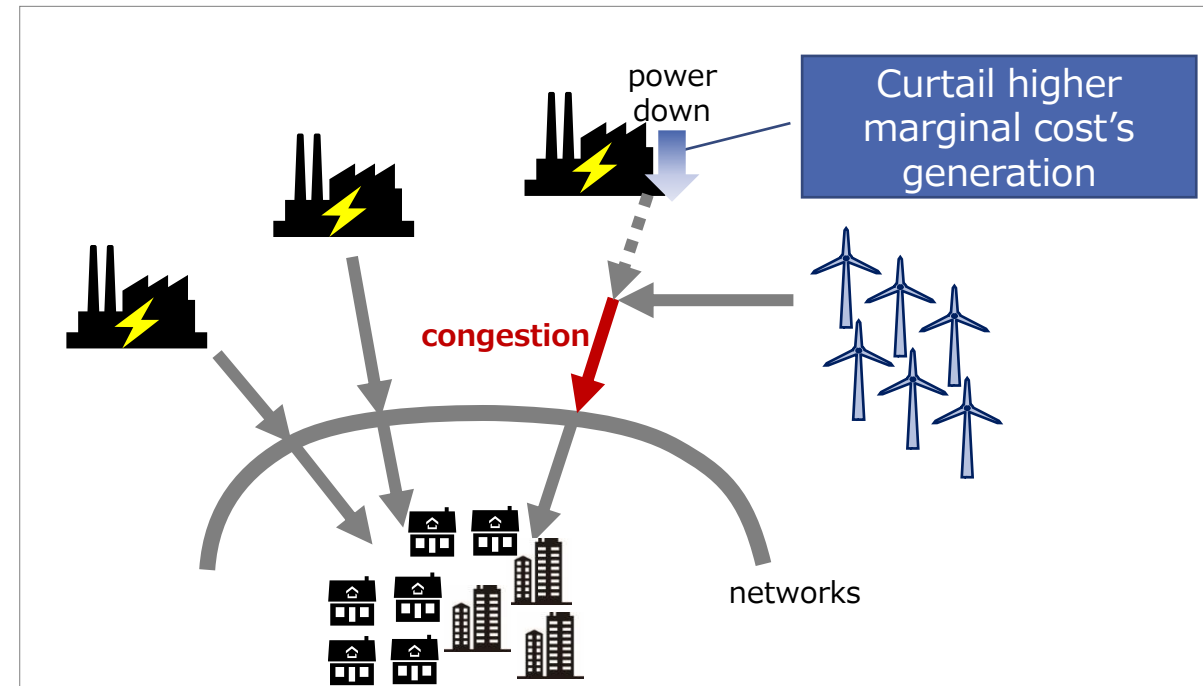 power
down
Curtail higher
marginal cost's
generation
congestion
networks